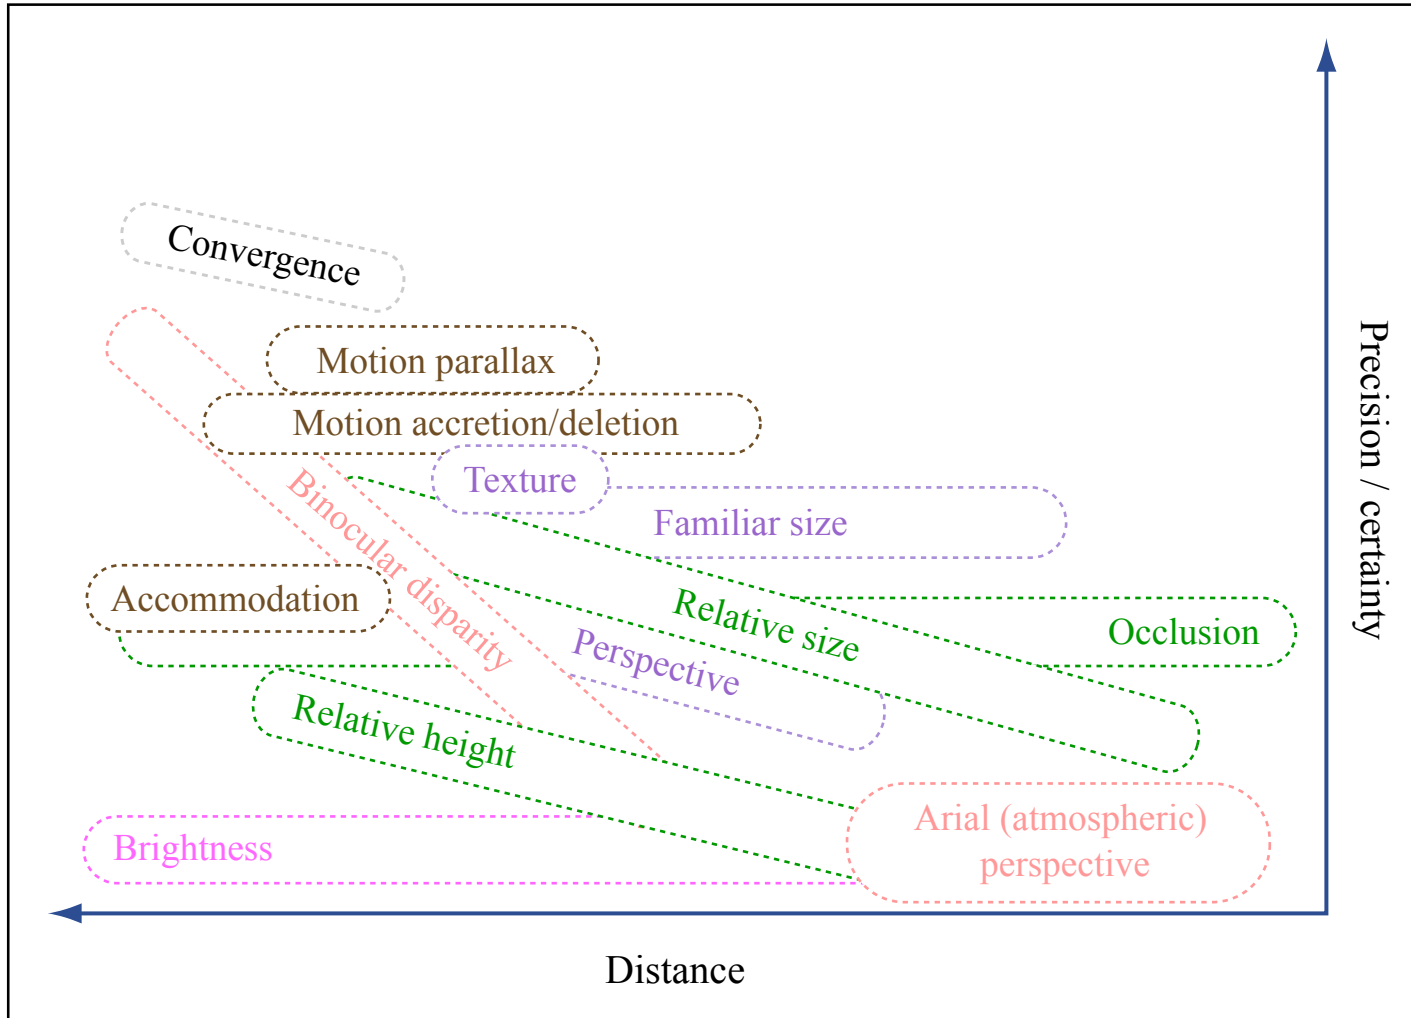 Convergence
Motion parallax
Motion accretion/deletion
Texture
Familiar size
Binocular disparity
Accommodation
Relative size
Occlusion
Perspective
Relative height
Arial (atmospheric)
perspective
Brightness
Distance
Precision / certainty